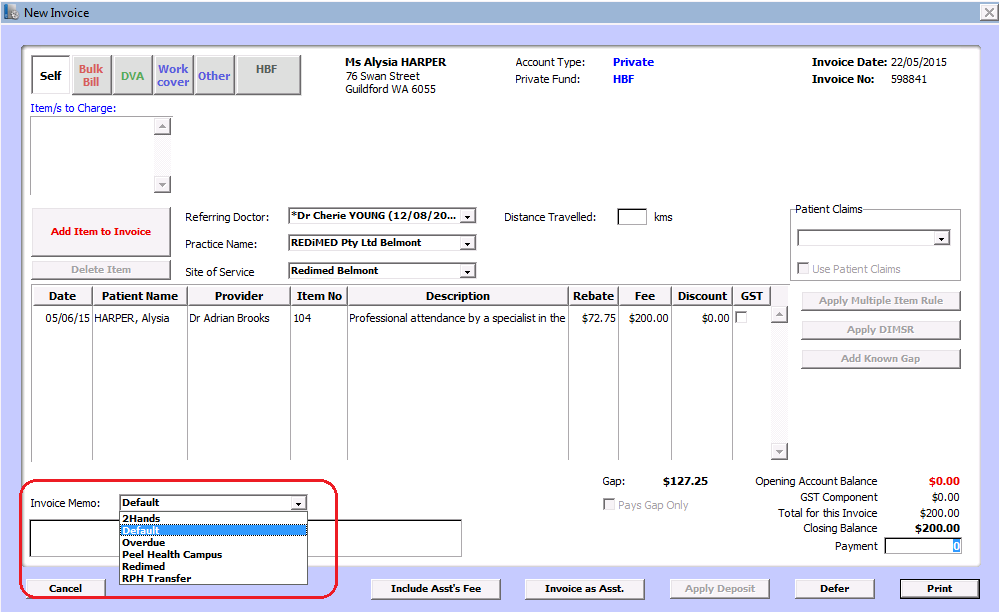 New Invoice
Self
Bulk Bill
DVA
Work cover
Other
HBF
Ms Alysia HARPER
76 Swan Street
Guildford WA 6055
Account Type: Private
Private Fund: HBF
Invoice Date: 22/05/2015
Invoice No: 598841
Item/s to Charge:
Add Item to Invoice
Delete Item
Referring Doctor: *Dr Cherie YOUNG (12/08/20...
Practice Name: REDiMED Pty Ltd Belmont
Site of Service Redimed Belmont
Distance Travelled: kms
Patient Claims
Use Patient Claims
Date Patient Name Provider Item No Description Rebate Fee Discount GST
05/06/15 HARPER, Alysia Dr Adrian Brooks 104 Professional attendance by a specialist in the $72.75 $200.00 $0.00
Apply Multiple Item Rule
Apply DIMSR
Add Known Gap
Gap: $127.25
Pays Gap Only
Opening Account Balance $0.00
GST Component $0.00
Total for this Invoice $200.00
Closing Balance $200.00
Payment 0
Invoice Memo: Default
2Hands
Default
Overdue
Peel Health Campus
Redimed
RPH Transfer
Cancel
Include Asst's Fee
Invoice as Asst.
Apply Deposit
Defer
Print